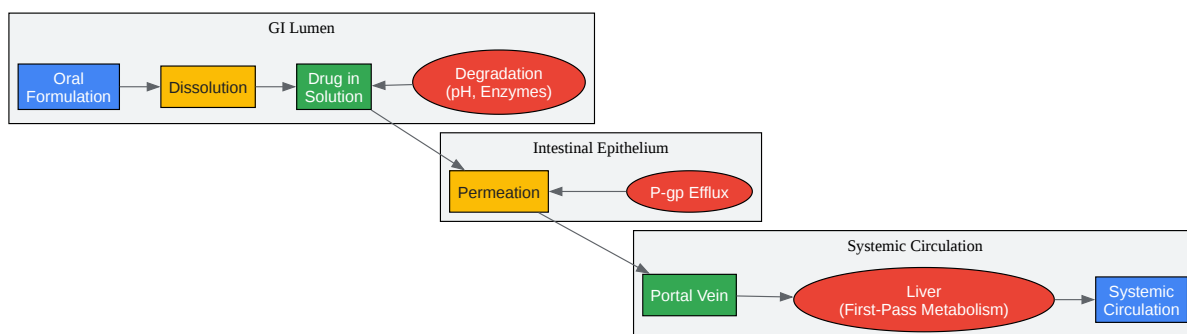 GI Lumen
Oral
Formulation
Dissolution
Drug in
Solution
Degradation
(pH, Enzymes)
Intestinal Epithelium
Permeation
P-gp Efflux
Systemic Circulation
Portal Vein
Liver
(First-Pass Metabolism)
Systemic
Circulation